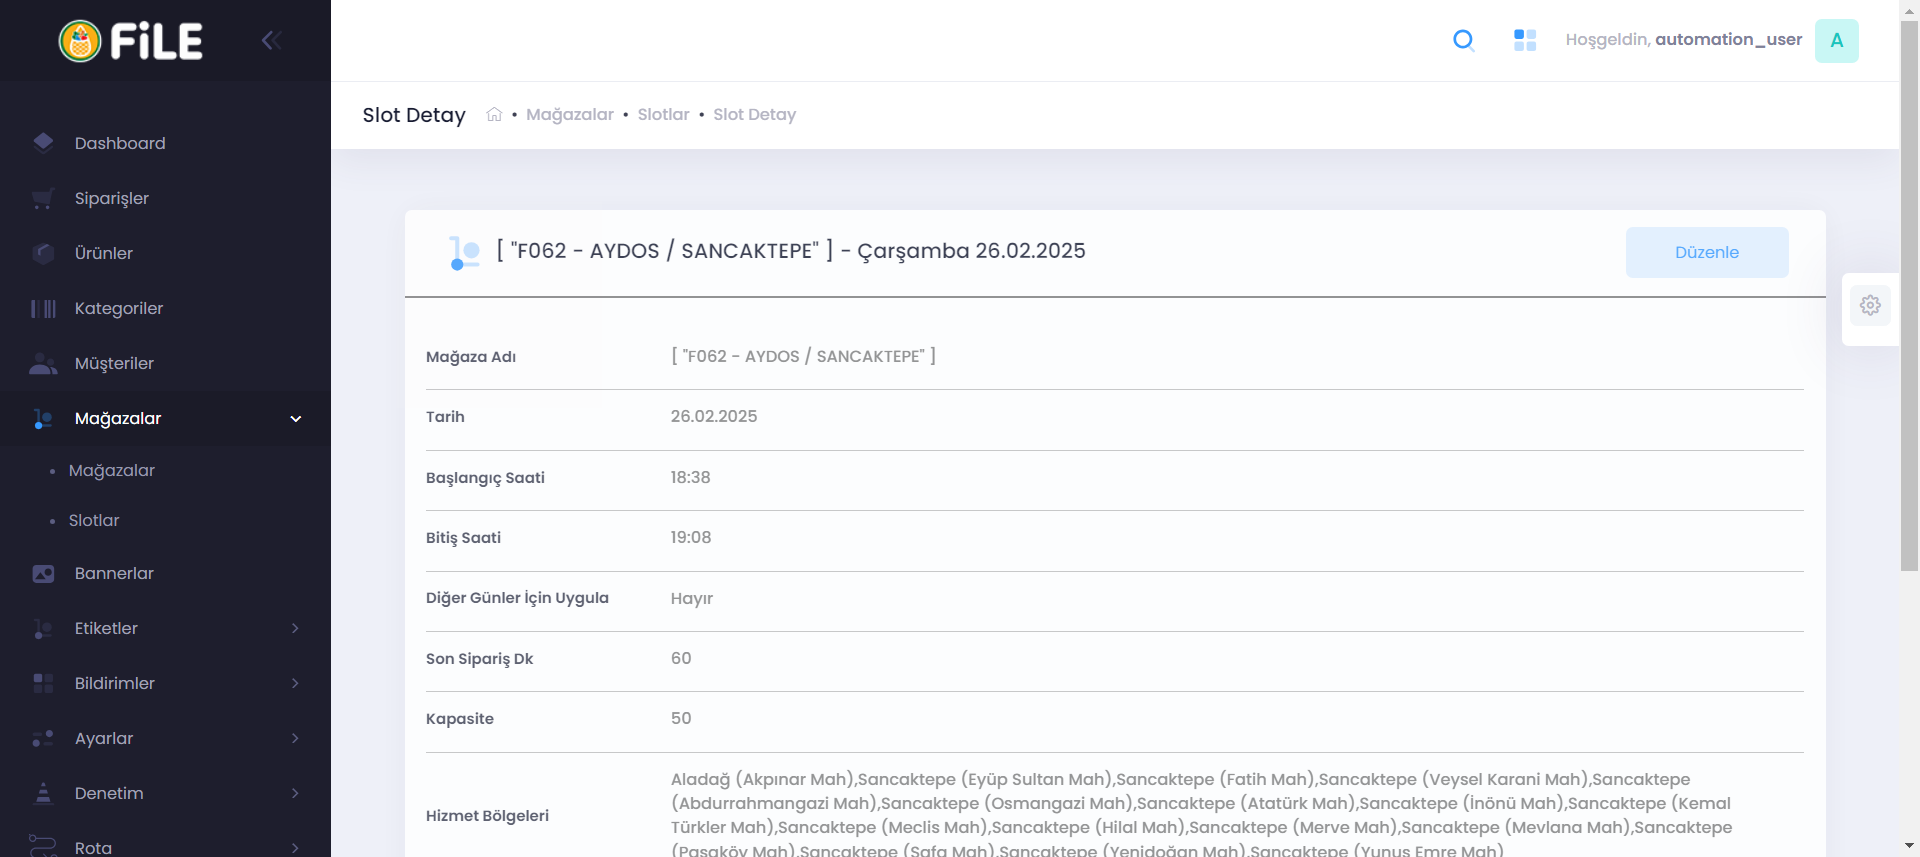 FiLE
Hoşgeldin, automation_user
A
Slot Detay
• Mağazalar • Slotlar • Slot Detay
Dashboard
Siparişler
Ürünler
Kategoriler
Müşteriler
Mağazalar
Mağazalar
Slotlar
Bannerlar
Etiketler
Bildirimler
Ayarlar
Denetim
Rota
[ "F062 - AYDOS / SANCAKTEPE" ] - Çarşamba 26.02.2025
Düzenle
Mağaza Adı
[ "F062 - AYDOS / SANCAKTEPE" ]
Tarih
26.02.2025
Başlangıç Saati
18:38
Bitiş Saati
19:08
Diğer Günler İçin Uygula
Hayır
Son Sipariş Dk
60
Kapasite
50
Hizmet Bölgeleri
Aladağ (Akpınar Mah),Sancaktepe (Eyüp Sultan Mah),Sancaktepe (Fatih Mah),Sancaktepe (Veysel Karani Mah),Sancaktepe
(Abdurrahmangazi Mah),Sancaktepe (Osmangazi Mah),Sancaktepe (Atatürk Mah),Sancaktepe (İnönü Mah),Sancaktepe (Kemal
Türkler Mah),Sancaktepe (Meclis Mah),Sancaktepe (Hilal Mah),Sancaktepe (Merve Mah),Sancaktepe (Mevlana Mah),Sancaktepe
(Paşaköy Mah),Sancaktepe (Safa Mah),Sancaktepe (Yenidoğan Mah),Sancaktepe (Yunus Emre Mah)